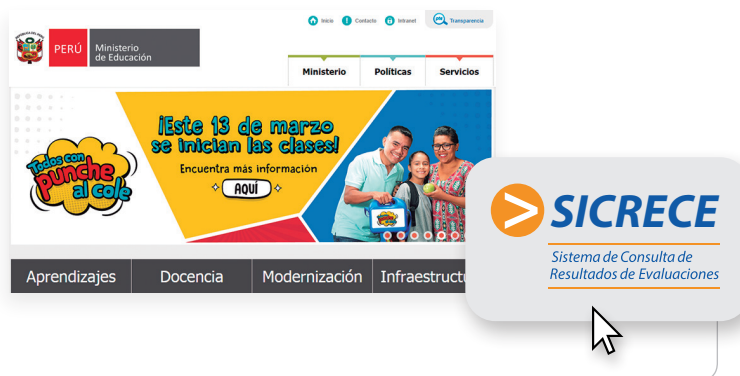 Inicio Contacto Intranet Transparencia
PERÚ
Ministerio
de Educación
Ministerio Políticas Servicios
¡Este 13 de marzo
se inician las clases!
Encuentra más información
AQUÍ
Todos con
punche
al cole
SICRECE
Sistema de Consulta de
Resultados de Evaluaciones
Aprendizajes Docencia Modernización